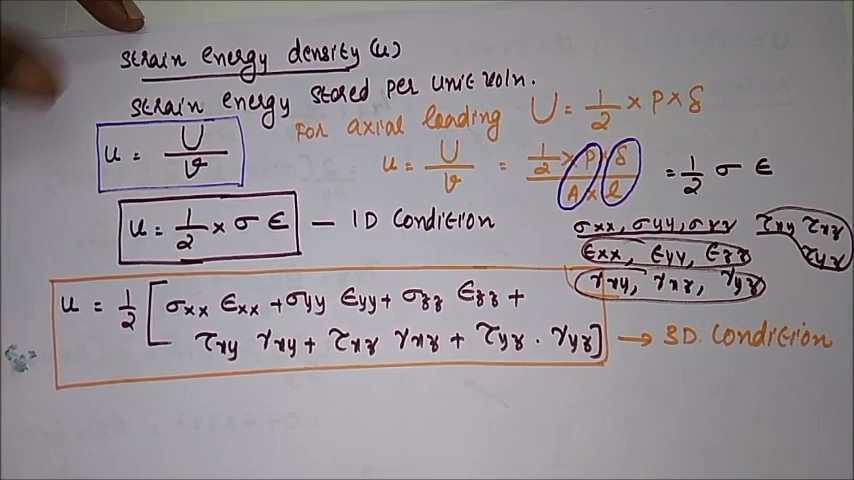 Strain energy density (u)
Strain energy stored per unit voln.
For axial loading U = 1/2 × P × δ
u = U/v
u = U/v = (1/2 × P × δ)/(A × l) = 1/2 σ ε
u = 1/2 × σ ε — 1D Condition
σxx, σyy, σzz τxy τxz τyz
εxx, εyy, εzz
γxy, γxz, γyz
u = 1/2 [σxx εxx + σyy εyy + σzz εzz +
τxy γxy + τxz γxz + τyz . γyz] → 3D. Condition